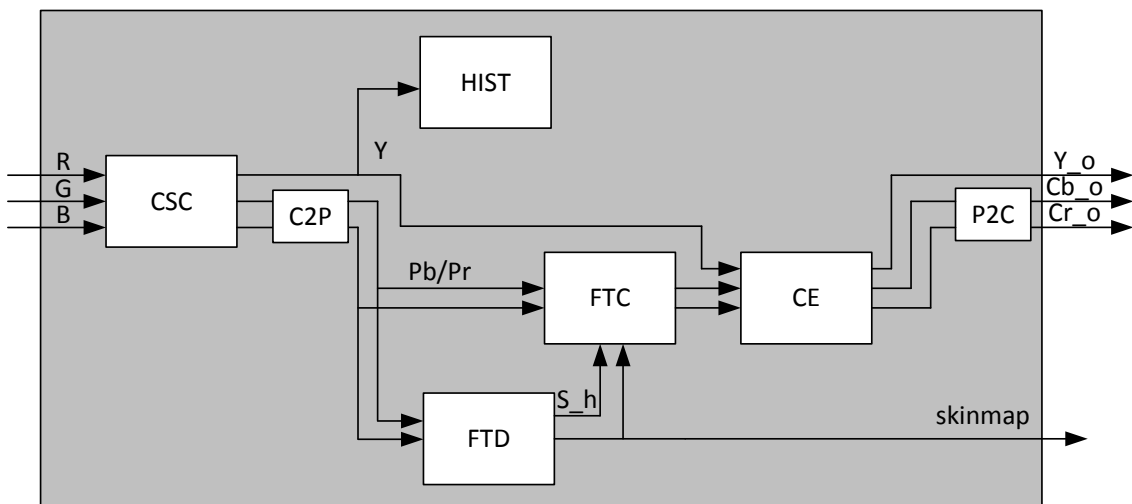 HIST
R
Y
Y_o
G
CSC
Cb_o
B
C2P
P2C
Cr_o
Pb/Pr
FTC
CE
S_h
FTD
skinmap